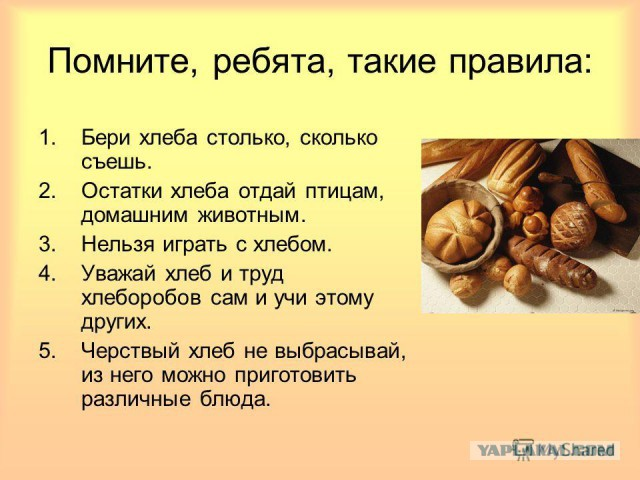 Помните, ребята, такие правила:
1. Бери хлеба столько, сколько
съешь.
2. Остатки хлеба отдай птицам,
домашним животным.
3. Нельзя играть с хлебом.
4. Уважай хлеб и труд
хлеборобов сам и учи этому
других.
5. Черствый хлеб не выбрасывай,
из него можно приготовить
различные блюда.
MyShared